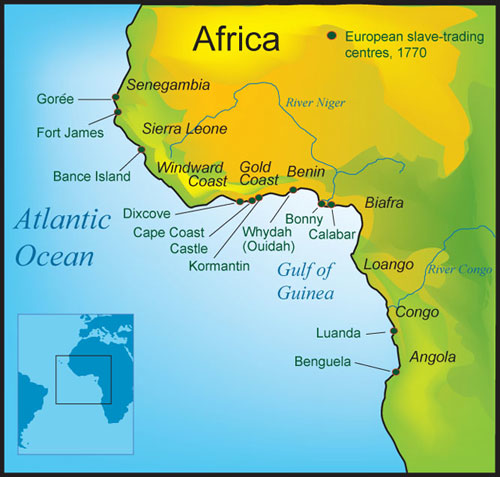 Africa
European slave-trading
centres, 1770
Senegambia
Gorée
River Niger
Fort James
Sierra Leone
Bance Island
Windward
Coast
Gold
Coast
Benin
Biafra
Dixcove
Cape Coast
Castle
Kormantin
Whydah
(Ouidah)
Bonny
Calabar
Atlantic
Ocean
Gulf of
Guinea
Loango
River Congo
Congo
Luanda
Angola
Benguela